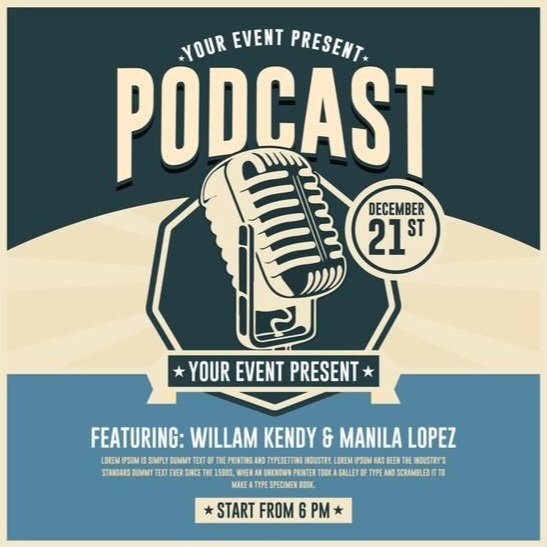 ★YOUR EVENT PRESENT★
PODCAST
DECEMBER
21ST
★YOUR EVENT PRESENT★
FEATURING: WILLAM KENDY & MANILA LOPEZ
LOREM IPSUM IS SIMPLY DUMMY TEXT OF THE PRINTING AND TYPESETTING INDUSTRY. LOREM IPSUM HAS BEEN THE INDUSTRY'S
STANDARD DUMMY TEXT EVER SINCE THE 1500S, WHEN AN UNKNOWN PRINTER TOOK A GALLEY OF TYPE AND SCRAMBLED IT TO
MAKE A TYPE SPECIMEN BOOK.
★START FROM 6 PM★